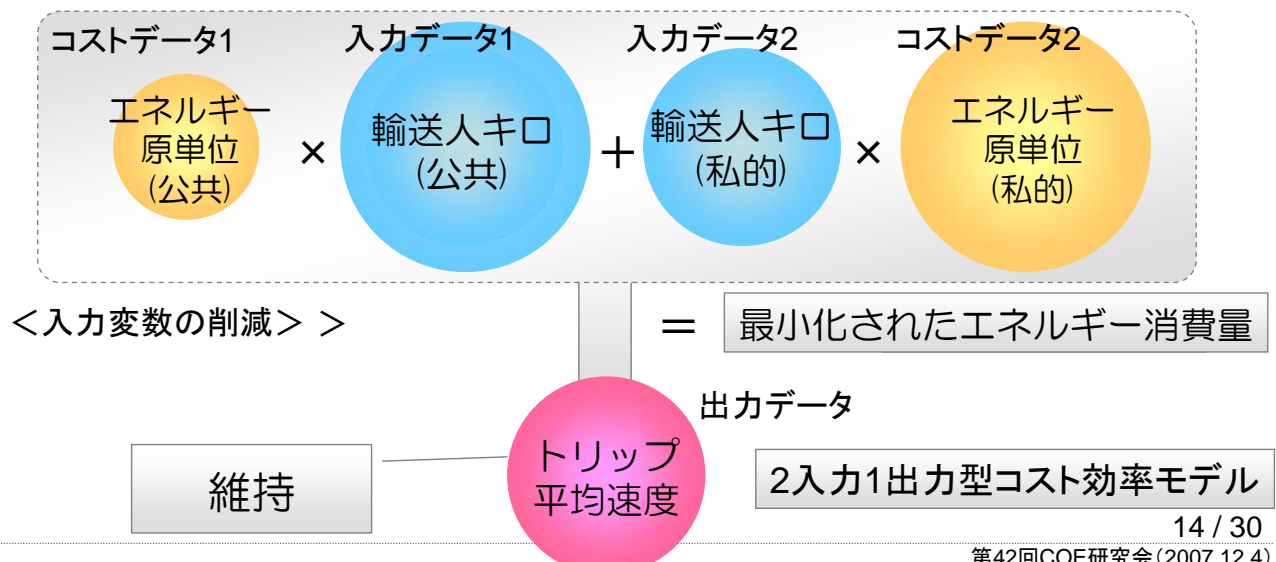 コストデータ1
入力データ1
入力データ2
コストデータ2
エネルギー
原単位
(公共)
×
輸送人キロ
(公共)
＋
輸送人キロ
(私的)
×
エネルギー
原単位
(私的)
＜入力変数の削減＞＞
＝
最小化されたエネルギー消費量
出力データ
トリップ
平均速度
維持
2入力1出力型コスト効率モデル
14 / 30
第42回COE研究会(2007.12.4)